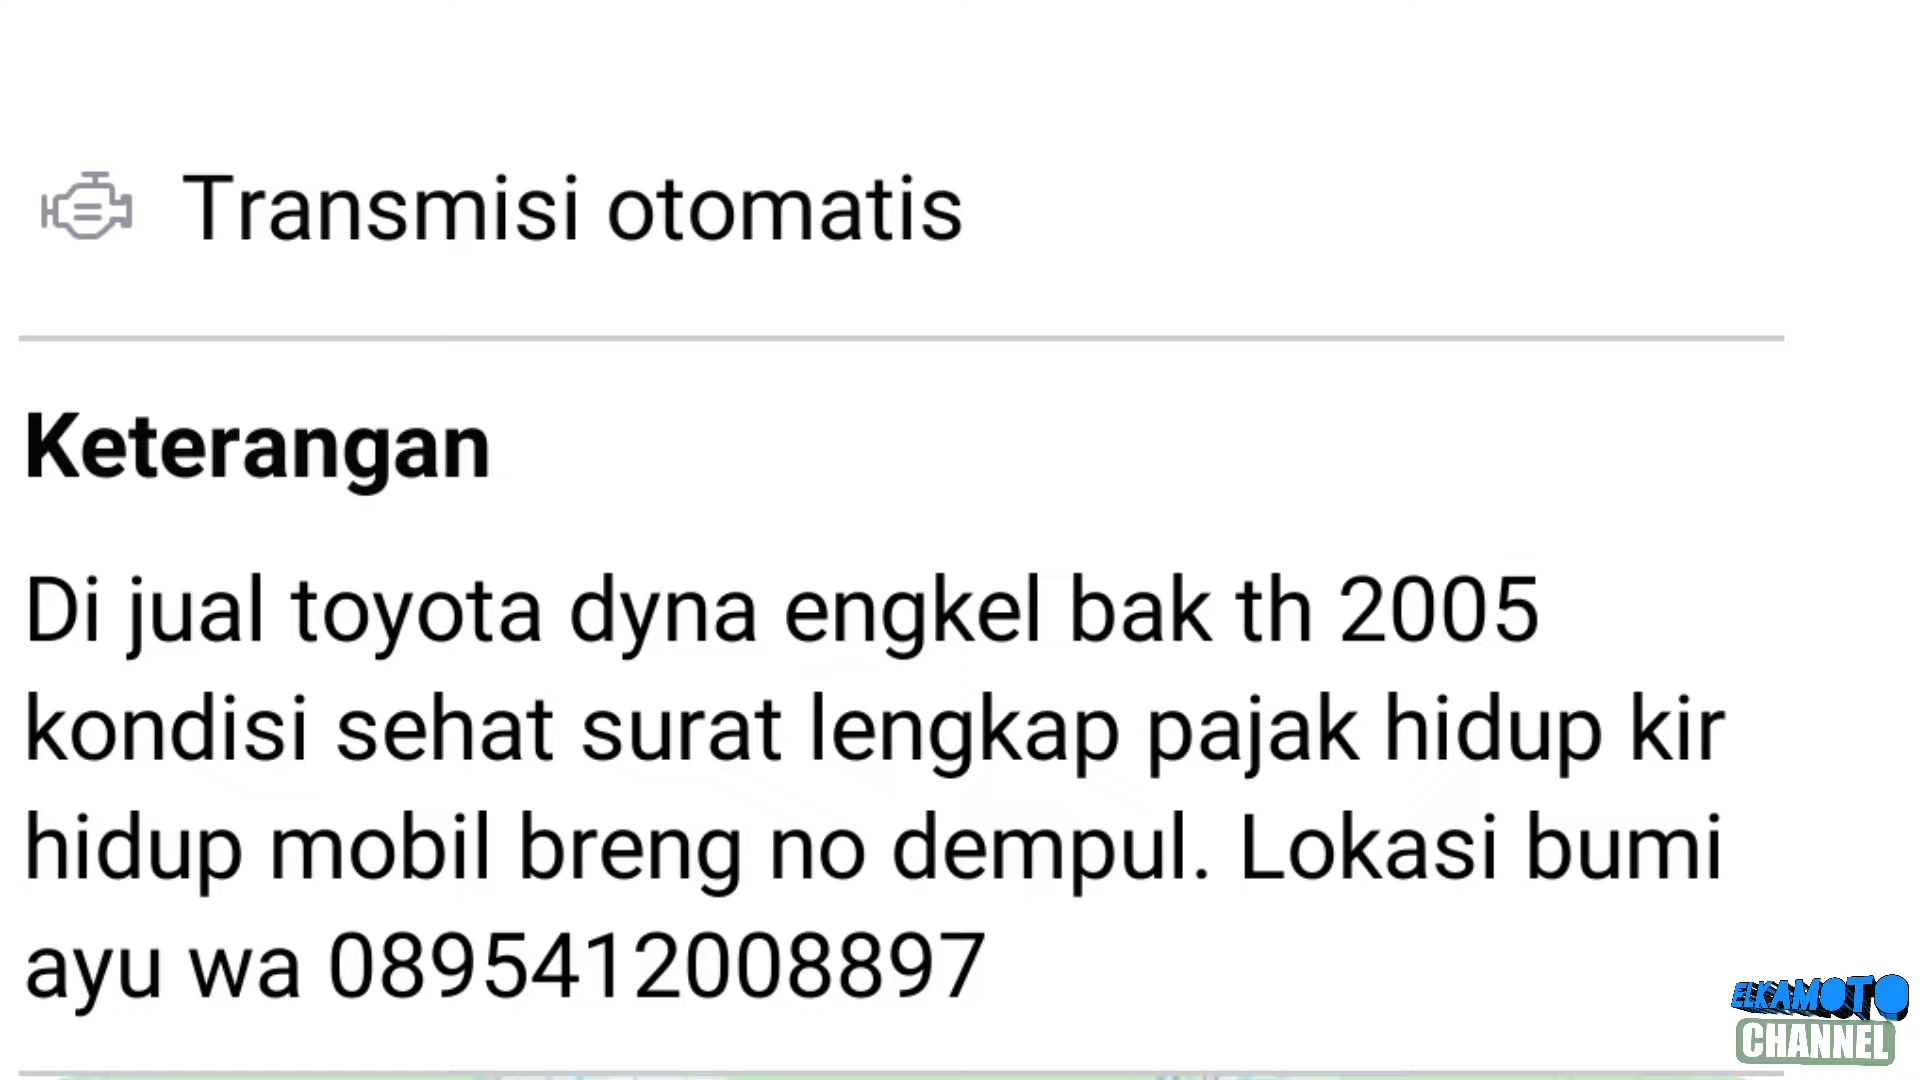 Transmisi otomatis
Keterangan
Di jual toyota dyna engkel bak th 2005
kondisi sehat surat lengkap pajak hidup kir
hidup mobil breng no dempul. Lokasi bumi
ayu wa 0895412008897
ELKAMOTO
CHANNEL